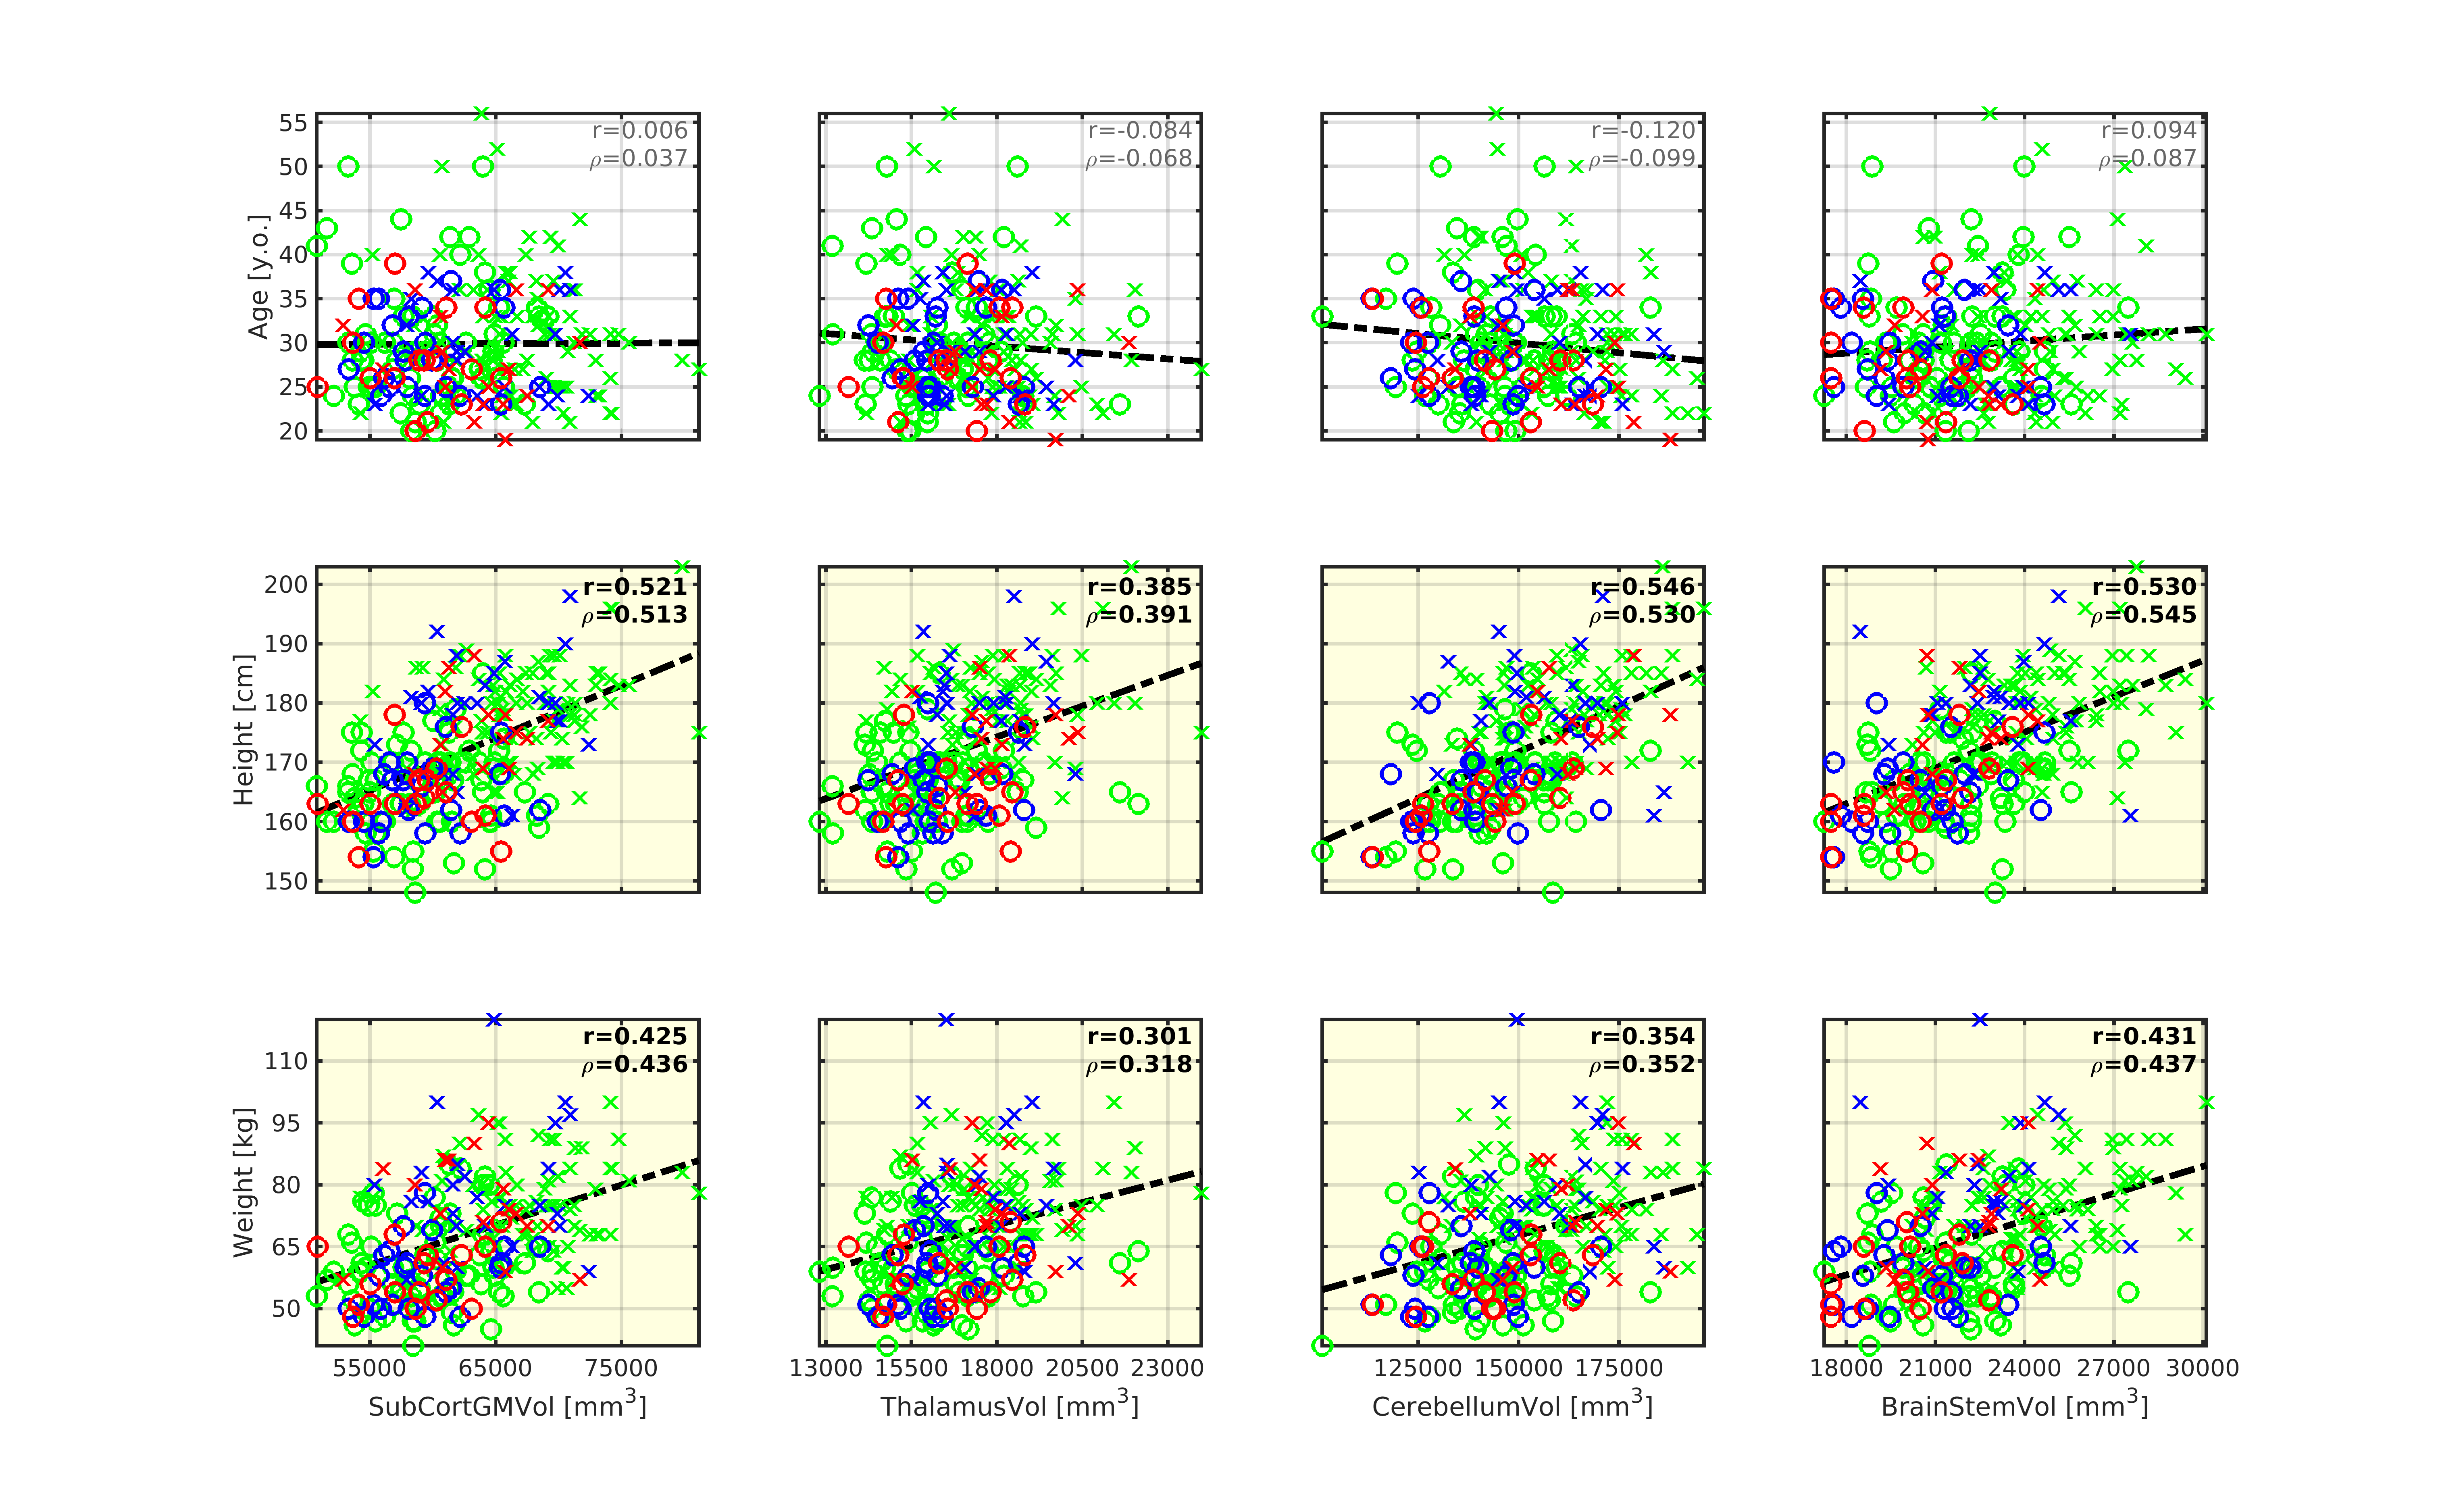 r=0.006
ρ=0.037
r=-0.084
ρ=-0.068
r=-0.120
ρ=-0.099
r=0.094
ρ=0.087
55
50
45
40
35
30
25
20
Age [y.o.]
r=0.521
ρ=0.513
r=0.385
ρ=0.391
r=0.546
ρ=0.530
r=0.530
ρ=0.545
200
190
180
170
160
150
Height [cm]
r=0.425
ρ=0.436
r=0.301
ρ=0.318
r=0.354
ρ=0.352
r=0.431
ρ=0.437
110
95
80
65
50
Weight [kg]
55000 65000 75000
13000 15500 18000 20500 23000
125000 150000 175000
18000 21000 24000 27000 30000
SubCortGMVol [mm³]
ThalamusVol [mm³]
CerebellumVol [mm³]
BrainStemVol [mm³]